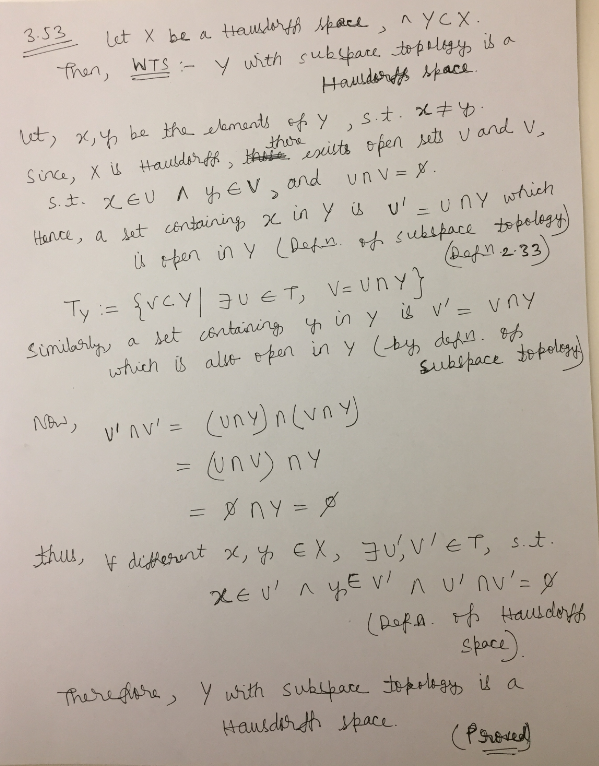 3.53 Let X be a Hausdorff space, ∧ Y⊂X.
Then, WTS :- Y with subspace topology is a
Hausdorff space.
Let, x, y be the elements of Y, s.t. x ≠ y.
Since, X is Hausdorff, there exists open sets U and V,
s.t. x∈U ∧ y∈V, and U∩V = ∅.
Hence, a set containing x in Y is U' = U∩Y which
is open in Y (Defn. of subspace topology)
(Defn 2.33)
T_Y := {V⊂Y | ∃U∈T, V=U∩Y}
Similarly, a set containing y in Y is V' = V∩Y
which is also open in Y (by defn. of
subspace topology)
Now, U'∩V' = (U∩Y)∩(V∩Y)
= (U∩V)∩Y
= ∅∩Y = ∅
Thus, ∀ different x, y ∈X, ∃U',V'∈T, s.t.
x∈U' ∧ y∈V' ∧ U'∩V'=∅
(Defn. of Hausdorff
space).
Therefore, Y with subspace topology is a
Hausdorff space.
(Proved)